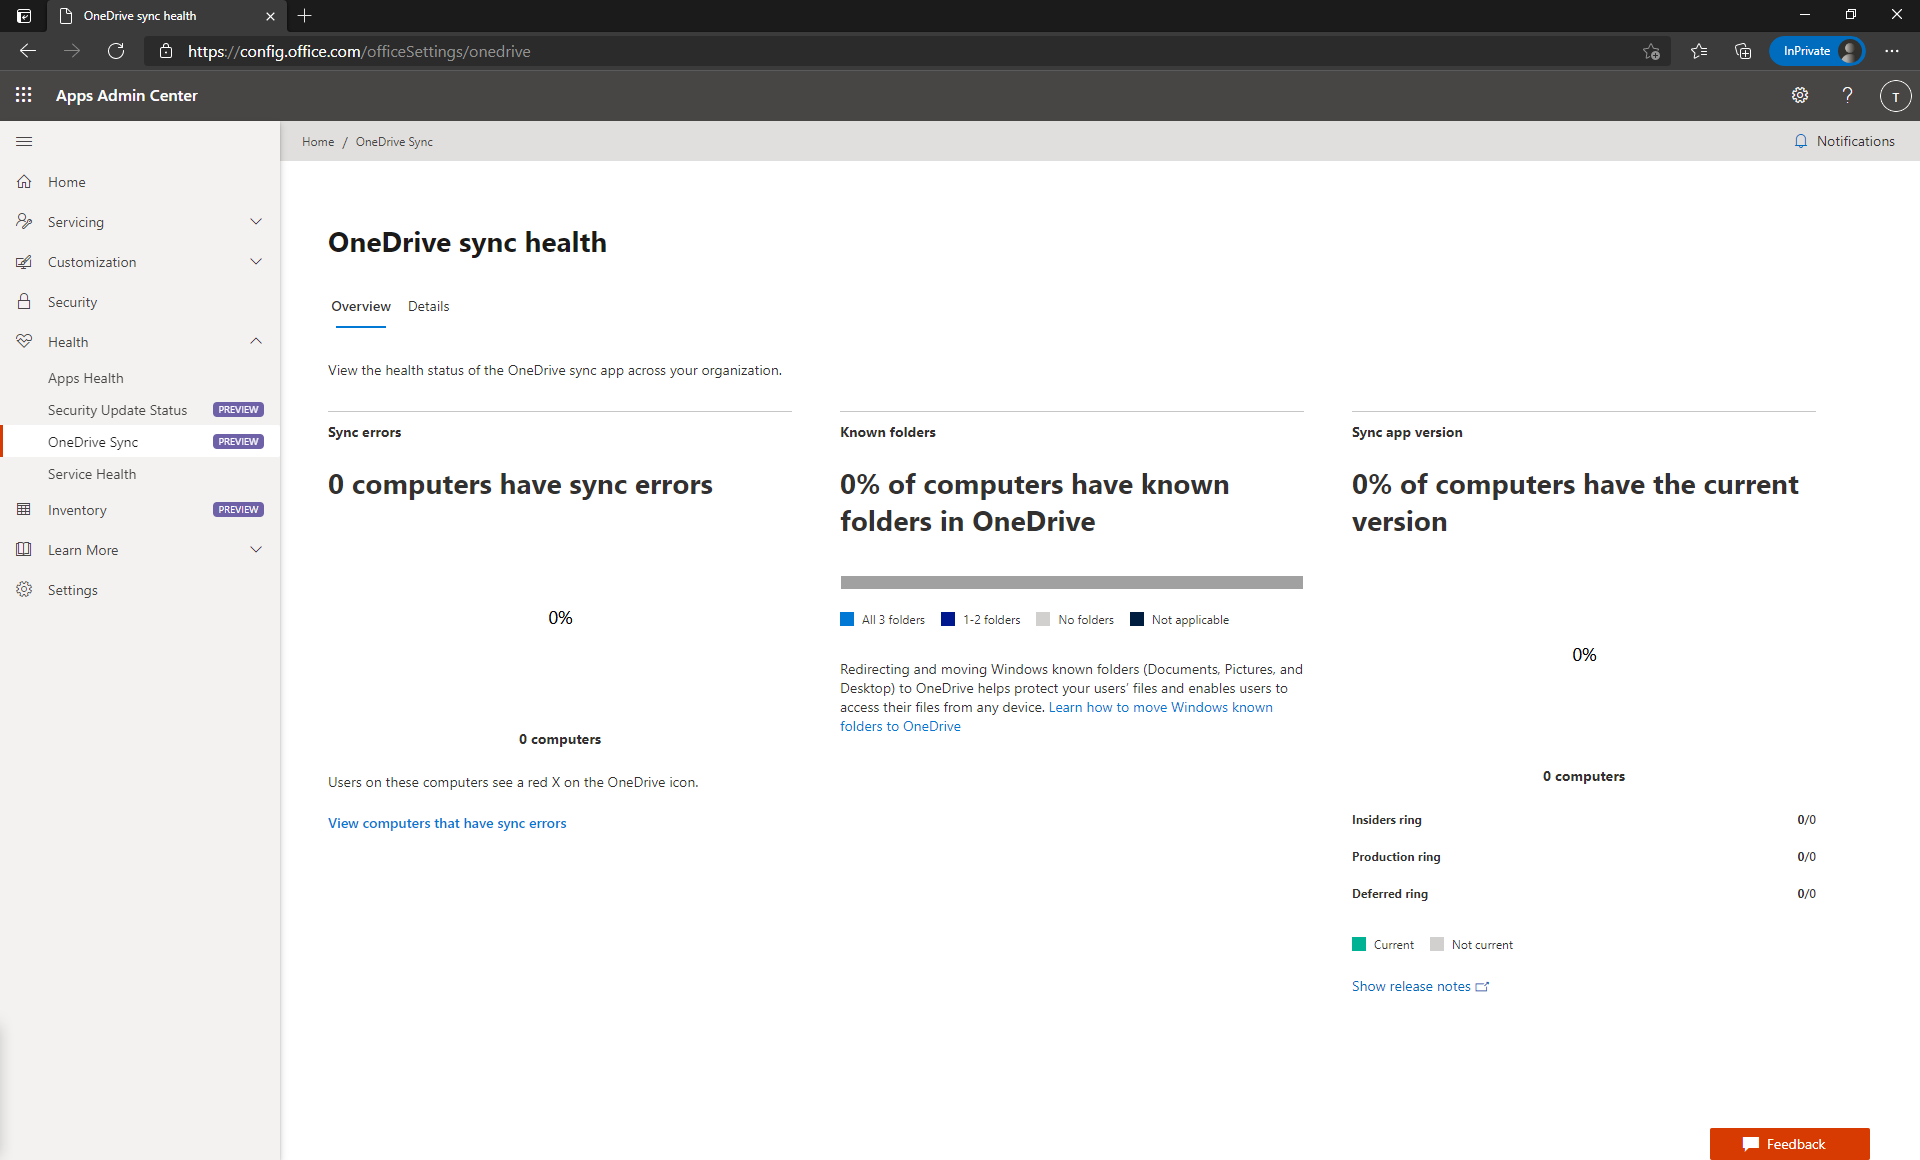 OneDrive sync health
https://config.office.com/officeSettings/onedrive
InPrivate
Apps Admin Center
?
T
Home / OneDrive Sync
Notifications
Home
Servicing
Customization
Security
Health
Apps Health
Security Update Status PREVIEW
OneDrive Sync PREVIEW
Service Health
Inventory PREVIEW
Learn More
Settings
OneDrive sync health
Overview Details
View the health status of the OneDrive sync app across your organization.
Sync errors
0 computers have sync errors
0%
0 computers
Users on these computers see a red X on the OneDrive icon.
View computers that have sync errors
Known folders
0% of computers have known
folders in OneDrive
All 3 folders 1-2 folders No folders Not applicable
Redirecting and moving Windows known folders (Documents, Pictures, and
Desktop) to OneDrive helps protect your users' files and enables users to
access their files from any device. Learn how to move Windows known
folders to OneDrive
Sync app version
0% of computers have the current
version
0%
0 computers
Insiders ring 0/0
Production ring 0/0
Deferred ring 0/0
Current Not current
Show release notes
Feedback